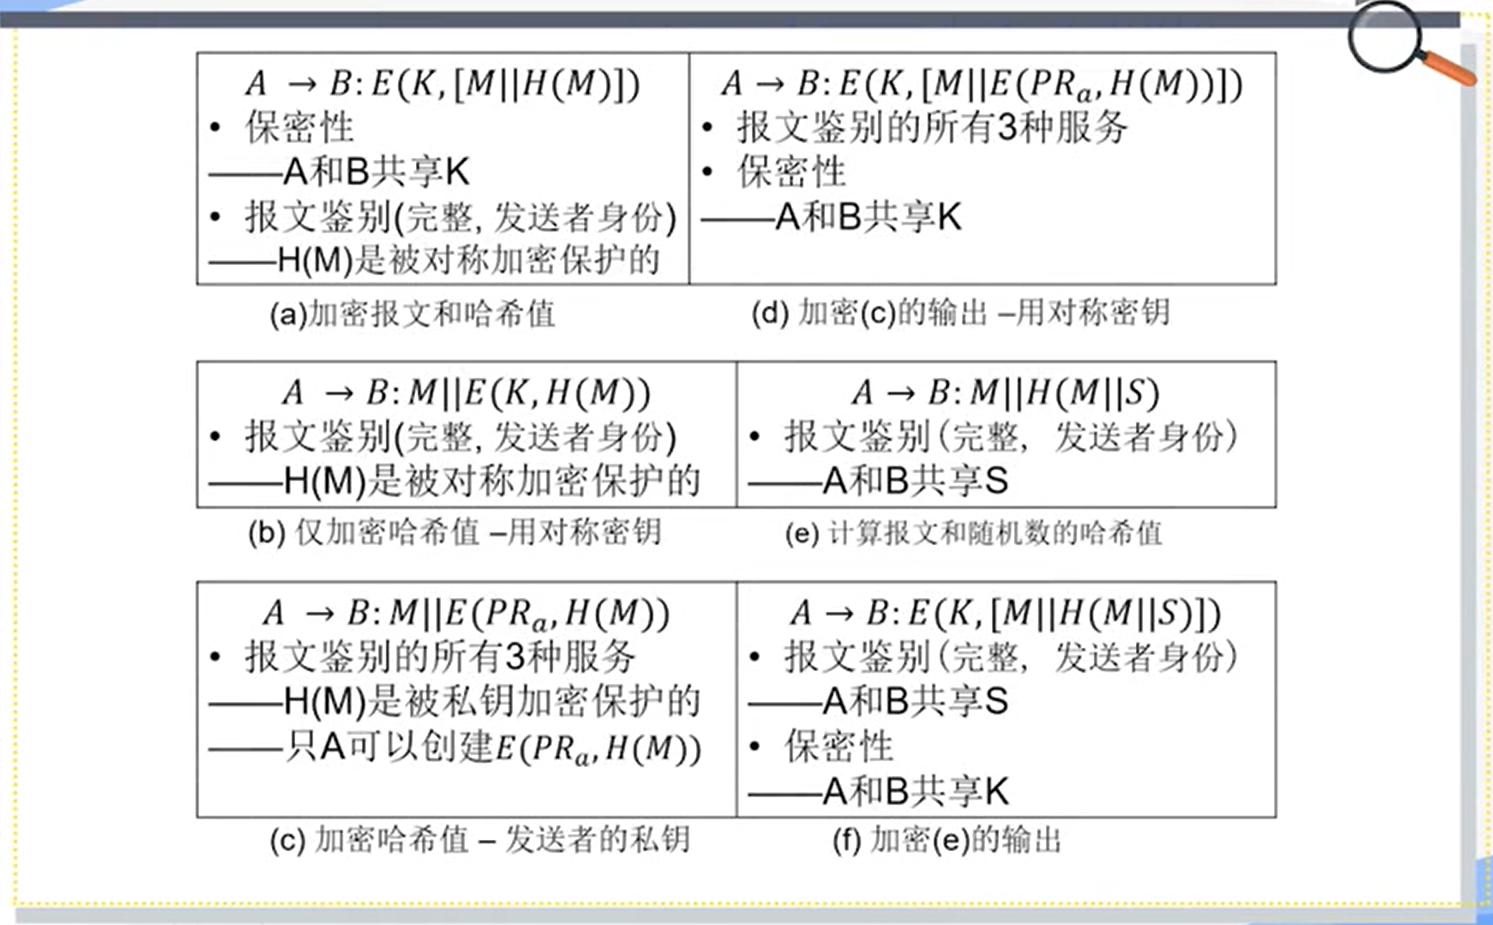 A → B: E(K, [M||H(M)])
• 保密性
——A和B共享K
• 报文鉴别(完整, 发送者身份)
——H(M)是被对称加密保护的
(a)加密报文和哈希值
A → B: E(K, [M||E(PRₐ, H(M))])
• 报文鉴别的所有3种服务
• 保密性
——A和B共享K
(d) 加密(c)的输出 –用对称密钥
A → B: M||E(K, H(M))
• 报文鉴别(完整, 发送者身份)
——H(M)是被对称加密保护的
(b) 仅加密哈希值 –用对称密钥
A → B: M||H(M||S)
• 报文鉴别（完整， 发送者身份）
——A和B共享S
(e) 计算报文和随机数的哈希值
A → B: M||E(PRₐ, H(M))
• 报文鉴别的所有3种服务
——H(M)是被私钥加密保护的
——只A可以创建E(PRₐ, H(M))
(c) 加密哈希值 – 发送者的私钥
A → B: E(K, [M||H(M||S)])
• 报文鉴别（完整， 发送者身份）
——A和B共享S
• 保密性
——A和B共享K
(f) 加密(e)的输出